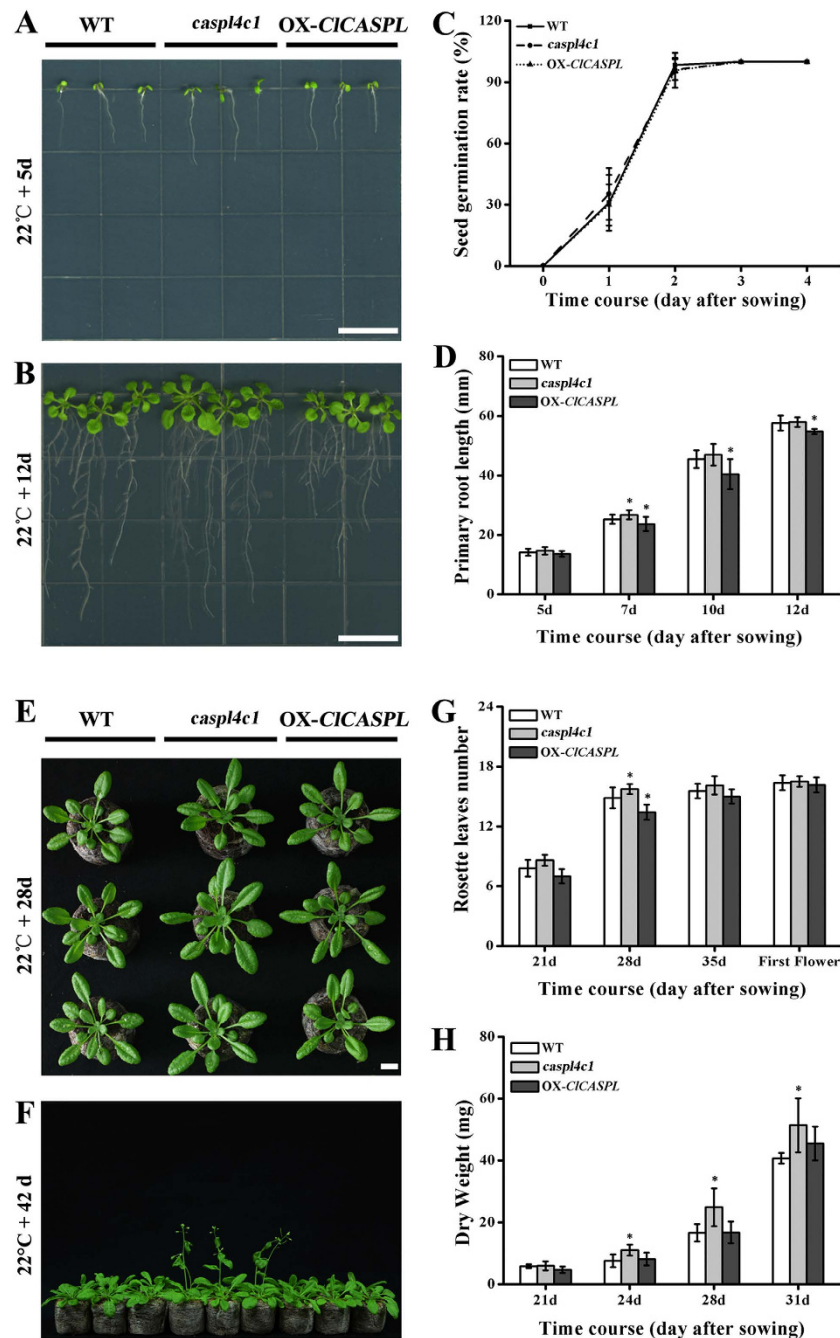 A
WT
caspl4c1
OX-ClCASPL
22℃ + 5d
B
22℃ + 12d
C
Seed germination rate (%)
120
90
60
30
0
WT
caspl4c1
OX-ClCASPL
0 1 2 3 4
Time course (day after sowing)
D
Primary root length (mm)
80
60
40
20
0
WT
caspl4c1
OX-ClCASPL
* * * *
5d 7d 10d 12d
Time course (day after sowing)
E
WT
caspl4c1
OX-ClCASPL
22℃ + 28d
F
22°C + 42 d
G
Rosette leaves number
24
18
12
6
0
WT
caspl4c1
OX-ClCASPL
* *
21d 28d 35d First Flower
Time course (day after sowing)
H
Dry Weight (mg)
80
60
40
20
0
WT
caspl4c1
OX-ClCASPL
* * *
21d 24d 28d 31d
Time course (day after sowing)